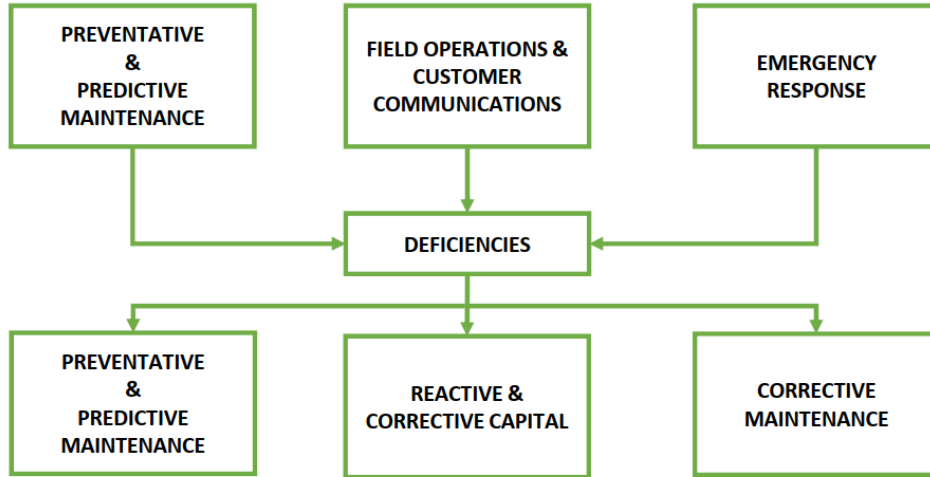 PREVENTATIVE
&
PREDICTIVE
MAINTENANCE
FIELD OPERATIONS &
CUSTOMER
COMMUNICATIONS
EMERGENCY
RESPONSE
DEFICIENCIES
PREVENTATIVE
&
PREDICTIVE
MAINTENANCE
REACTIVE &
CORRECTIVE CAPITAL
CORRECTIVE
MAINTENANCE